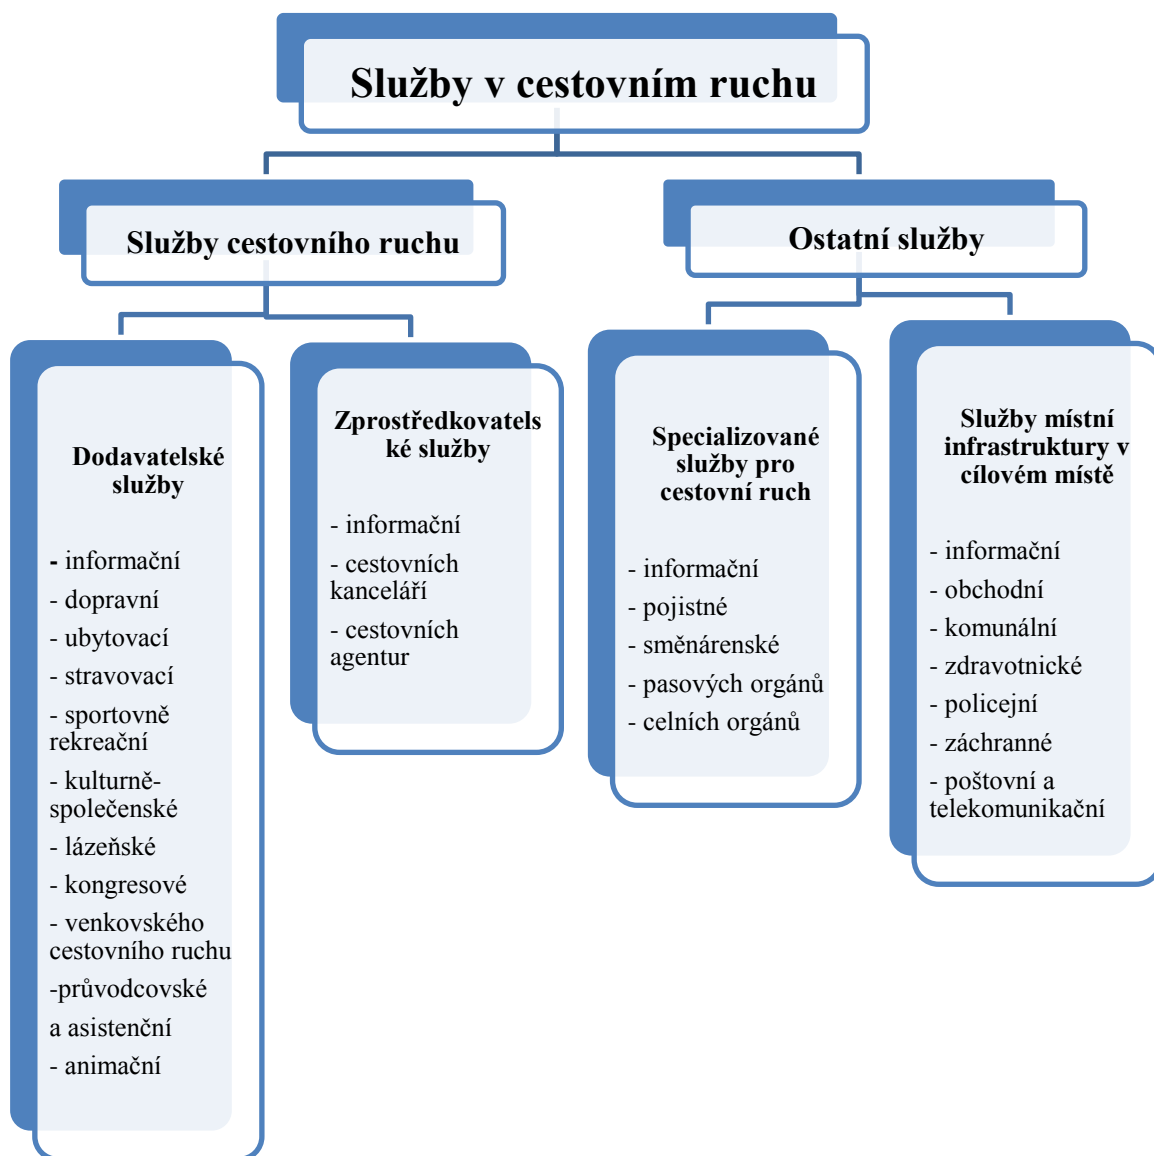 Služby v cestovním ruchu
Služby cestovního ruchu
Ostatní služby
Dodavatelské
služby
- informační
- dopravní
- ubytovací
- stravovací
- sportovně
rekreační
- kulturně-
společenské
- lázeňské
- kongresové
- venkovského
cestovního ruchu
-průvodcovské
a asistenční
- animační
Zprostředkovatels
ké služby
- informační
- cestovních
kanceláří
- cestovních
agentur
Specializované
služby pro
cestovní ruch
- informační
- pojistné
- směnárenské
- pasových orgánů
- celních orgánů
Služby místní
infrastruktury v
cílovém místě
- informační
- obchodní
- komunální
- zdravotnické
- policejní
- záchranné
- poštovní a
telekomunikační